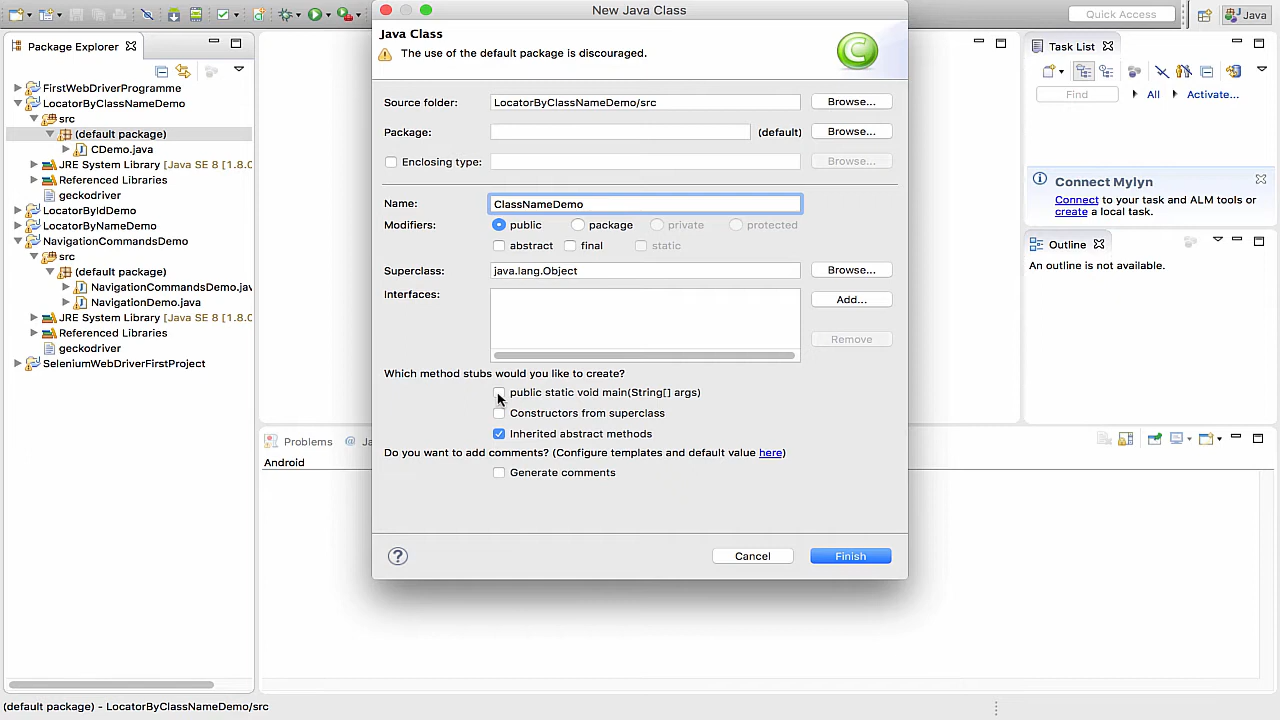 New Java Class
Quick Access
Java
Package Explorer
FirstWebDriverProgramme
LocatorByClassNameDemo
src
(default package)
CDemo.java
JRE System Library [Java SE 8 [1.8.0
Referenced Libraries
geckodriver
LocatorByIdDemo
LocatorByNameDemo
NavigationCommandsDemo
src
(default package)
NavigationCommandsDemo.jav
NavigationDemo.java
JRE System Library [Java SE 8 [1.8.0
Referenced Libraries
geckodriver
SeleniumWebDriverFirstProject
Java Class
The use of the default package is discouraged.
C
Source folder:
LocatorByClassNameDemo/src
Browse...
Package:
(default)
Browse...
Enclosing type:
Browse...
Name:
ClassNameDemo
Modifiers:
public
package
private
protected
abstract
final
static
Superclass:
java.lang.Object
Browse...
Interfaces:
Add...
Remove
Which method stubs would you like to create?
public static void main(String[] args)
Constructors from superclass
Inherited abstract methods
Do you want to add comments? (Configure templates and default value here)
Generate comments
?
Cancel
Finish
Task List
Find
All
Activate...
Connect Mylyn
Connect to your task and ALM tools or
create a local task.
Outline
An outline is not available.
Problems
@ Ja
Android
(default package) - LocatorByClassNameDemo/src